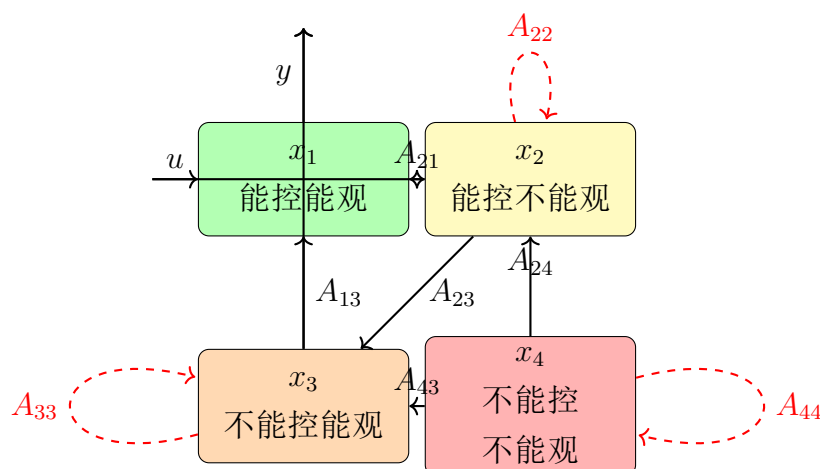 A₂₂
y
u
x₁
能控能观
A₂₁
x₂
能控不能观
A₁₃
A₂₃
A₂₄
A₃₃
x₃
不能控能观
A₄₃
x₄
不能控
不能观
A₄₄